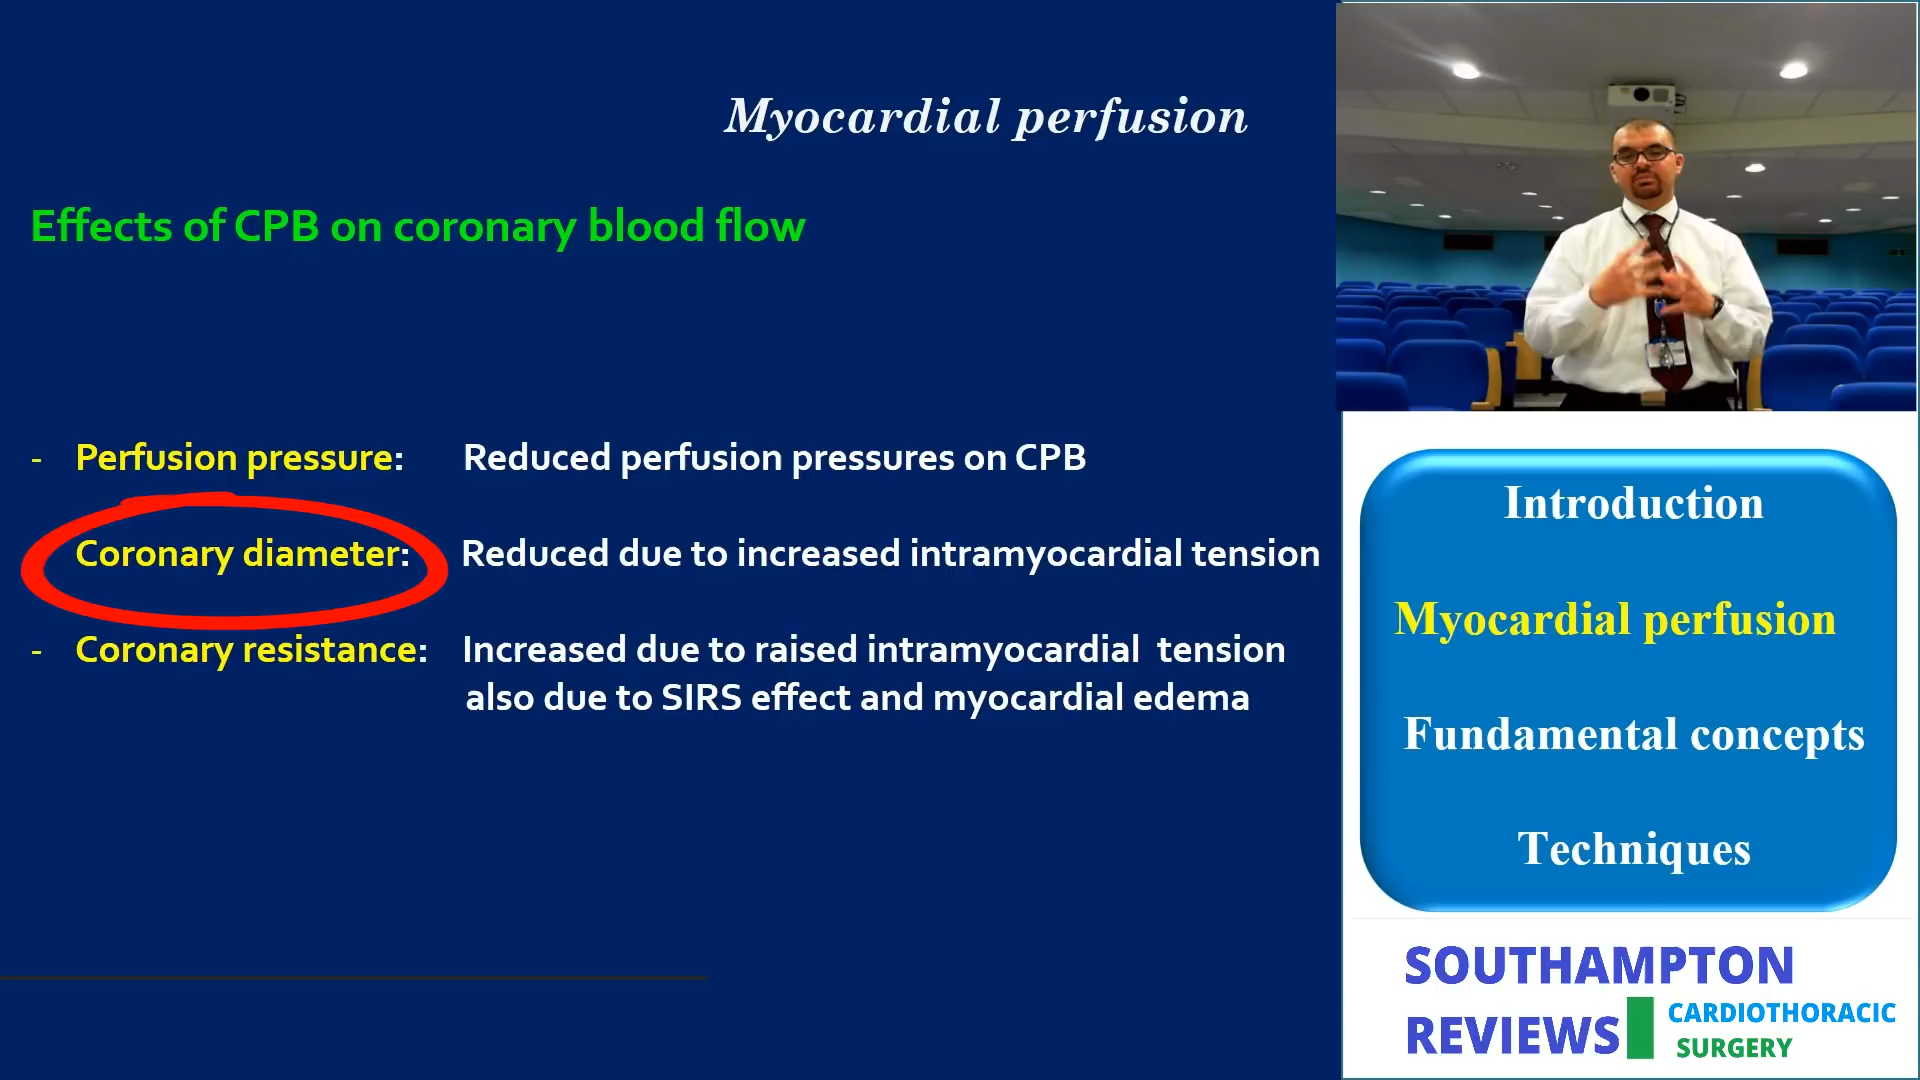 Myocardial perfusion
Effects of CPB on coronary blood flow
- Perfusion pressure: Reduced perfusion pressures on CPB
Coronary diameter: Reduced due to increased intramyocardial tension
- Coronary resistance: Increased due to raised intramyocardial tension
also due to SIRS effect and myocardial edema
Introduction
Myocardial perfusion
Fundamental concepts
Techniques
SOUTHAMPTON
REVIEWS CARDIOTHORACIC
SURGERY